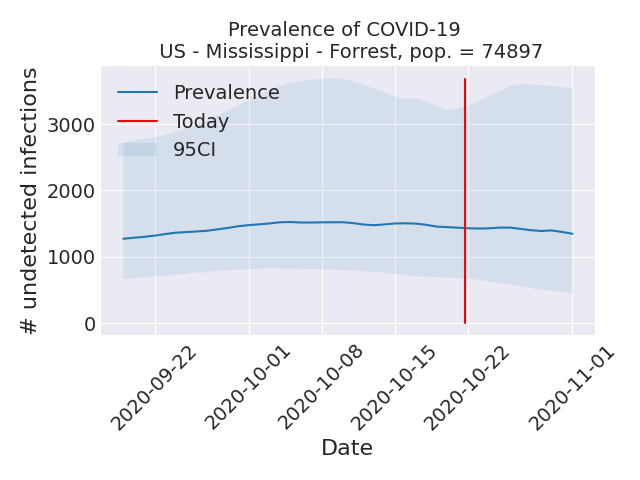 Prevalence of COVID-19
US - Mississippi - Forrest, pop. = 74897
# undetected infections
3000
2000
1000
0
Prevalence
Today
95CI
2020-09-22
2020-10-01
2020-10-08
2020-10-15
2020-10-22
2020-11-01
Date